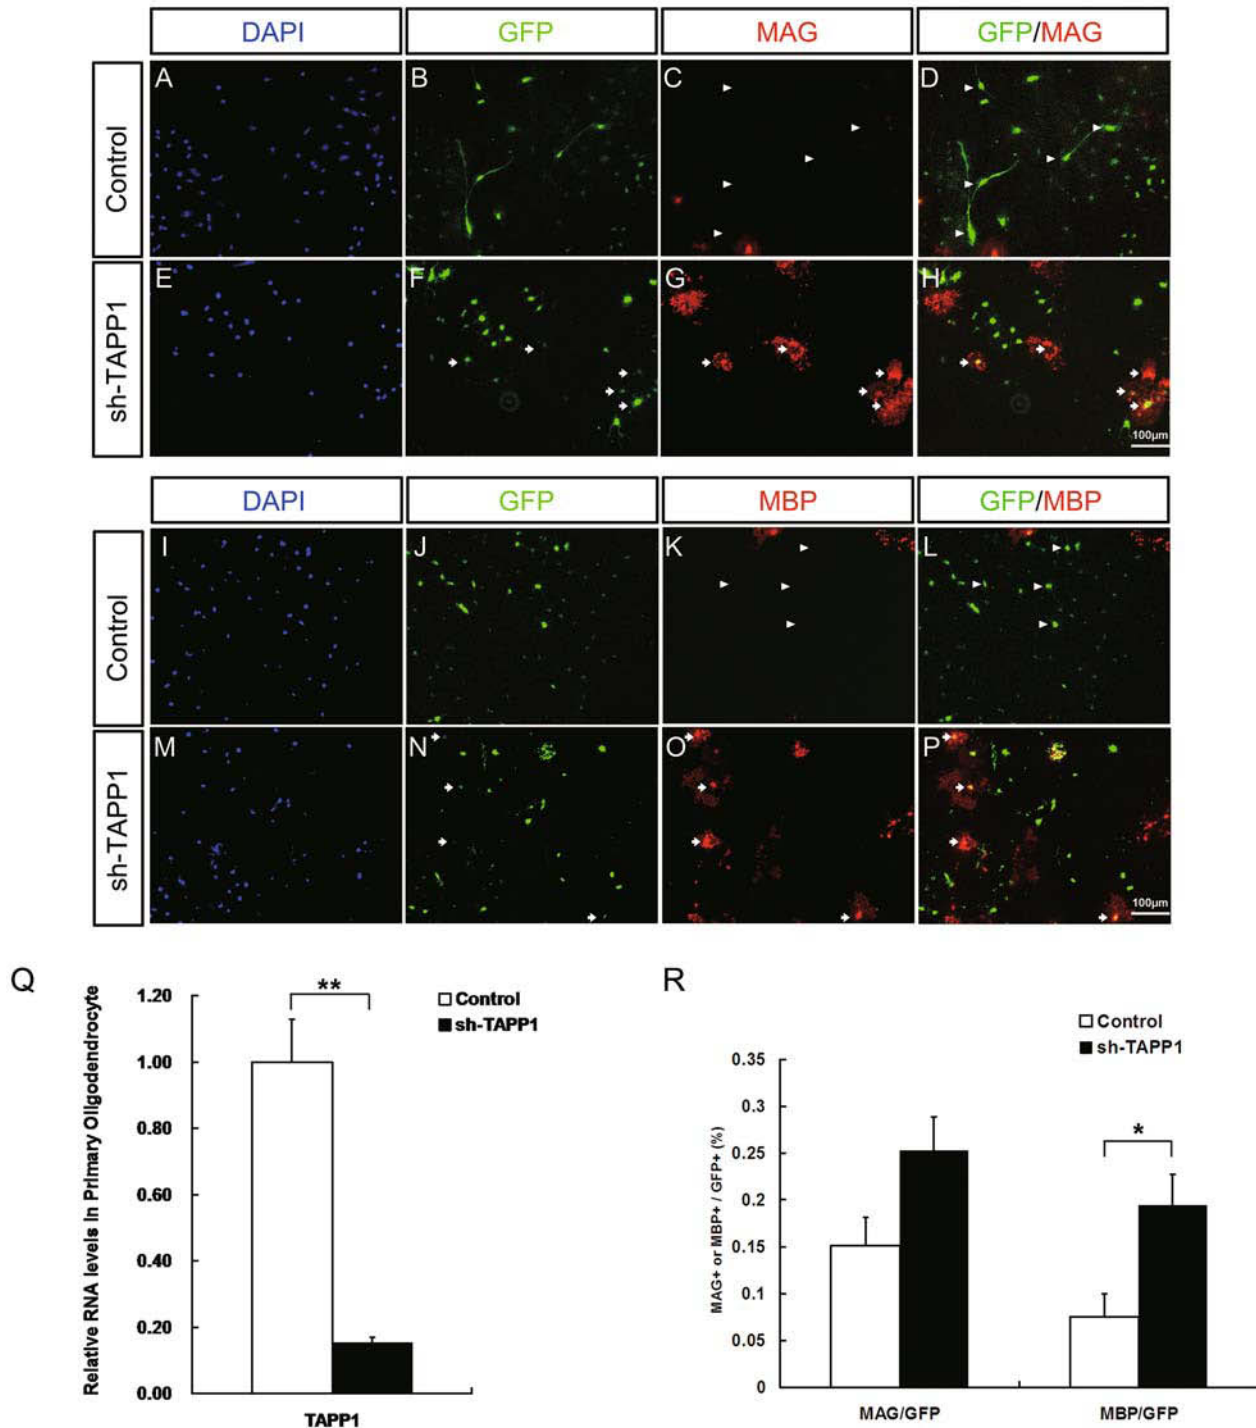 DAPI GFP MAG GFP/MAG
Control
A B C D
sh-TAPP1
E F G H
100μm
DAPI GFP MBP GFP/MBP
Control
I J K L
sh-TAPP1
M N O P
100μm
Q
Relative RNA levels in Primary Oligodendrocyte
1.20
1.00
0.80
0.60
0.40
0.20
0.00
**
Control
sh-TAPP1
TAPP1
R
MAG+ or MBP+ / GFP+ (%)
0.35
0.3
0.25
0.2
0.15
0.1
0.05
0
Control
sh-TAPP1
*
MAG/GFP MBP/GFP